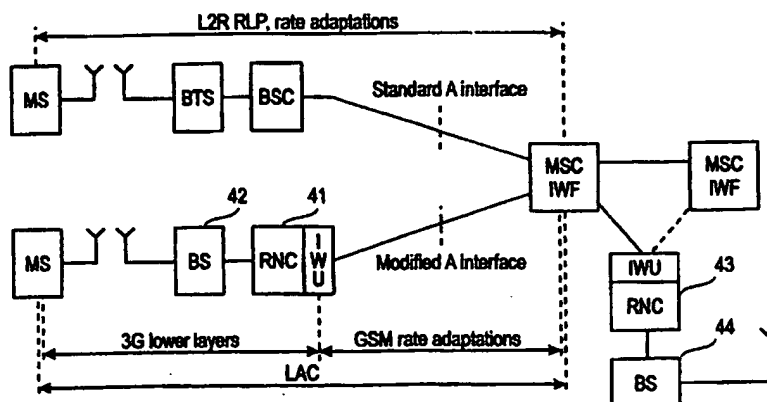 L2R RLP, rate adaptations
MS
BTS
BSC
Standard A interface
MSC
IWF
MSC
IWF
42
41
MS
BS
RNC
I
W
U
Modified A interface
IWU
RNC
43
3G lower layers
GSM rate adaptations
LAC
44
BS